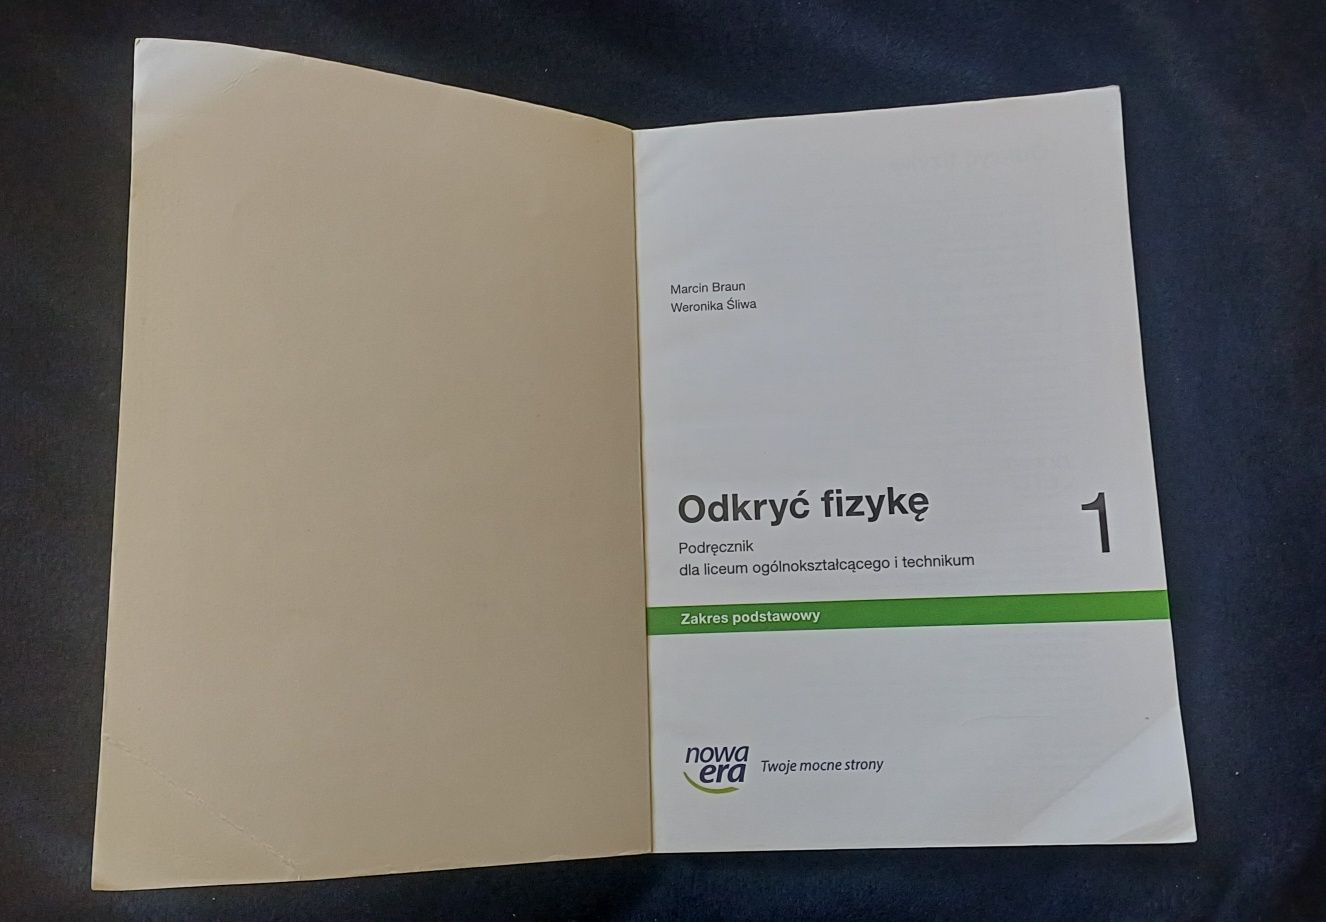 Marcin Braun
Weronika Śliwa
Odkryć fizykę
1
Podręcznik
dla liceum ogólnokształcącego i technikum
Zakres podstawowy
nowa
era
Twoje mocne strony